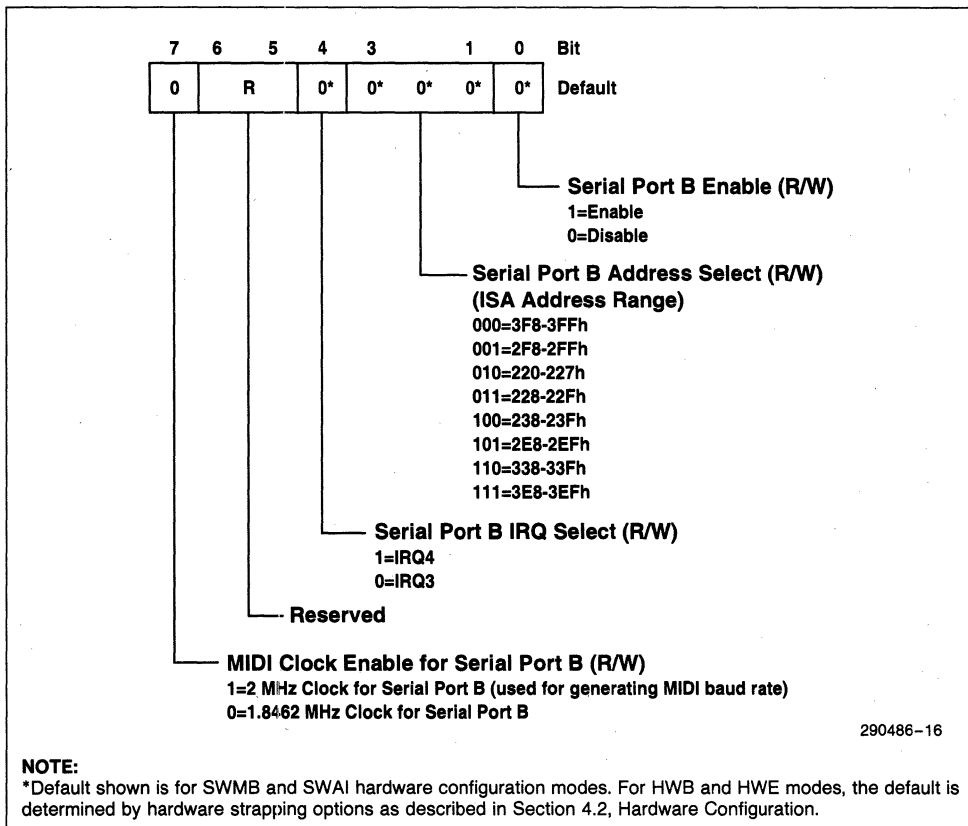 7 6 5 4 3 1 0 Bit
0 R 0* 0* 0* 0* 0* Default
Serial Port B Enable (R/W)
1=Enable
0=Disable
Serial Port B Address Select (R/W)
(ISA Address Range)
000=3F8-3FFh
001=2F8-2FFh
010=220-227h
011=228-22Fh
100=238-23Fh
101=2E8-2EFh
110=338-33Fh
111=3E8-3EFh
Serial Port B IRQ Select (R/W)
1=IRQ4
0=IRQ3
Reserved
MIDI Clock Enable for Serial Port B (R/W)
1=2 MHz Clock for Serial Port B (used for generating MIDI baud rate)
0=1.8462 MHz Clock for Serial Port B
290486-16
NOTE:
*Default shown is for SWMB and SWAI hardware configuration modes. For HWB and HWE modes, the default is
determined by hardware strapping options as described in Section 4.2, Hardware Configuration.